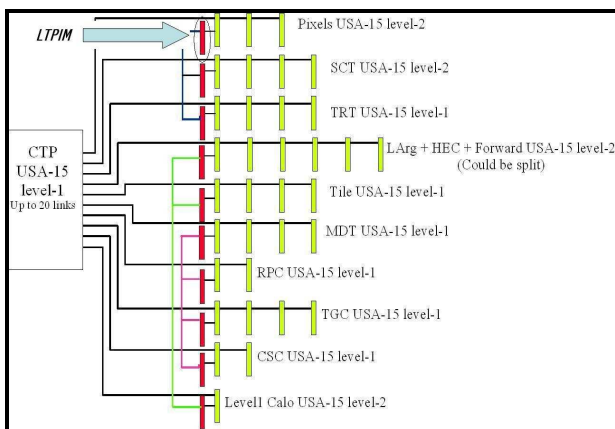 LTPIM
Pixels USA-15 level-2
SCT USA-15 level-2
TRT USA-15 level-1
CTP
USA-15
level-1
Up to 20 links
LArg + HEC + Forward USA-15 level-2
(Could be split)
Tile USA-15 level-1
MDT USA-15 level-1
RPC USA-15 level-1
TGC USA-15 level-1
CSC USA-15 level-1
Level1 Calo USA-15 level-2